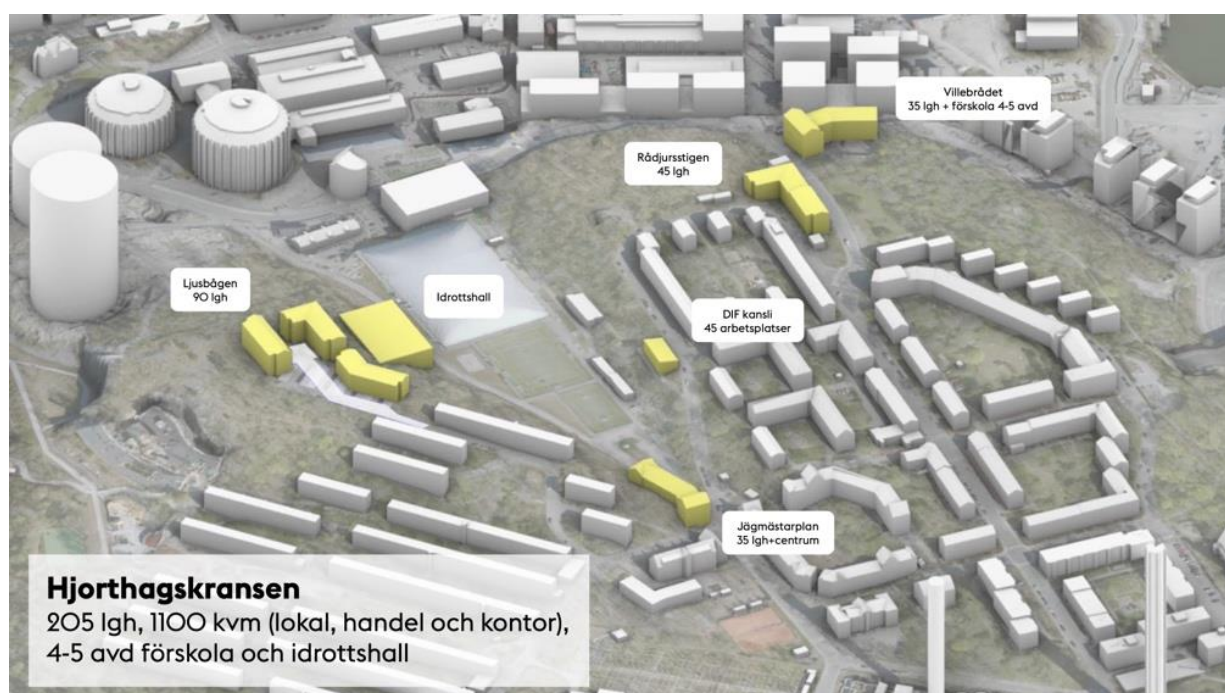 Villebrådet
35 lgh + förskola 4-5 avd
Rådjursstigen
45 lgh
Ljusbågen
90 lgh
Idrottshall
DIF kansli
45 arbetsplatser
Jägmästarplan
35 lgh+centrum
Hjorthagskransen
205 lgh, 1100 kvm (lokal, handel och kontor),
4-5 avd förskola och idrottshall